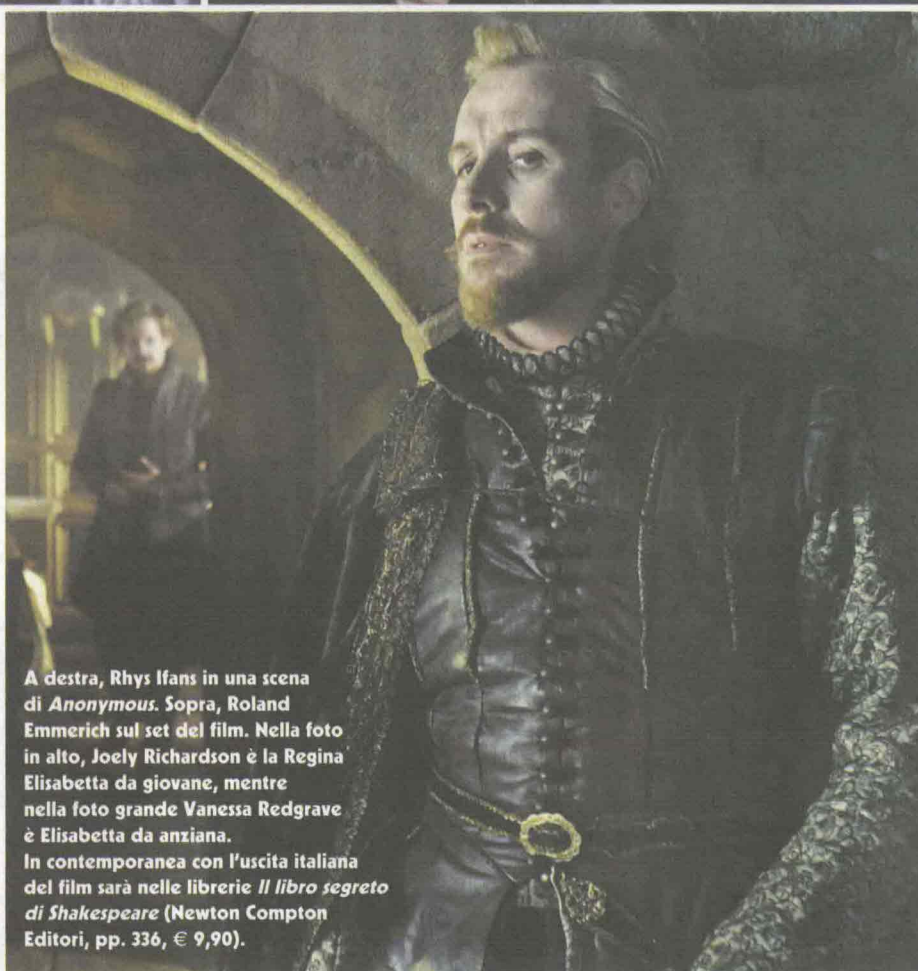 A destra, Rhys Ifans in una scena
di Anonymous. Sopra, Roland
Emmerich sul set del film. Nella foto
in alto, Joely Richardson è la Regina
Elisabetta da giovane, mentre
nella foto grande Vanessa Redgrave
è Elisabetta da anziana.
In contemporanea con l'uscita italiana
del film sarà nelle librerie Il libro segreto
di Shakespeare (Newton Compton
Editori, pp. 336, € 9,90).